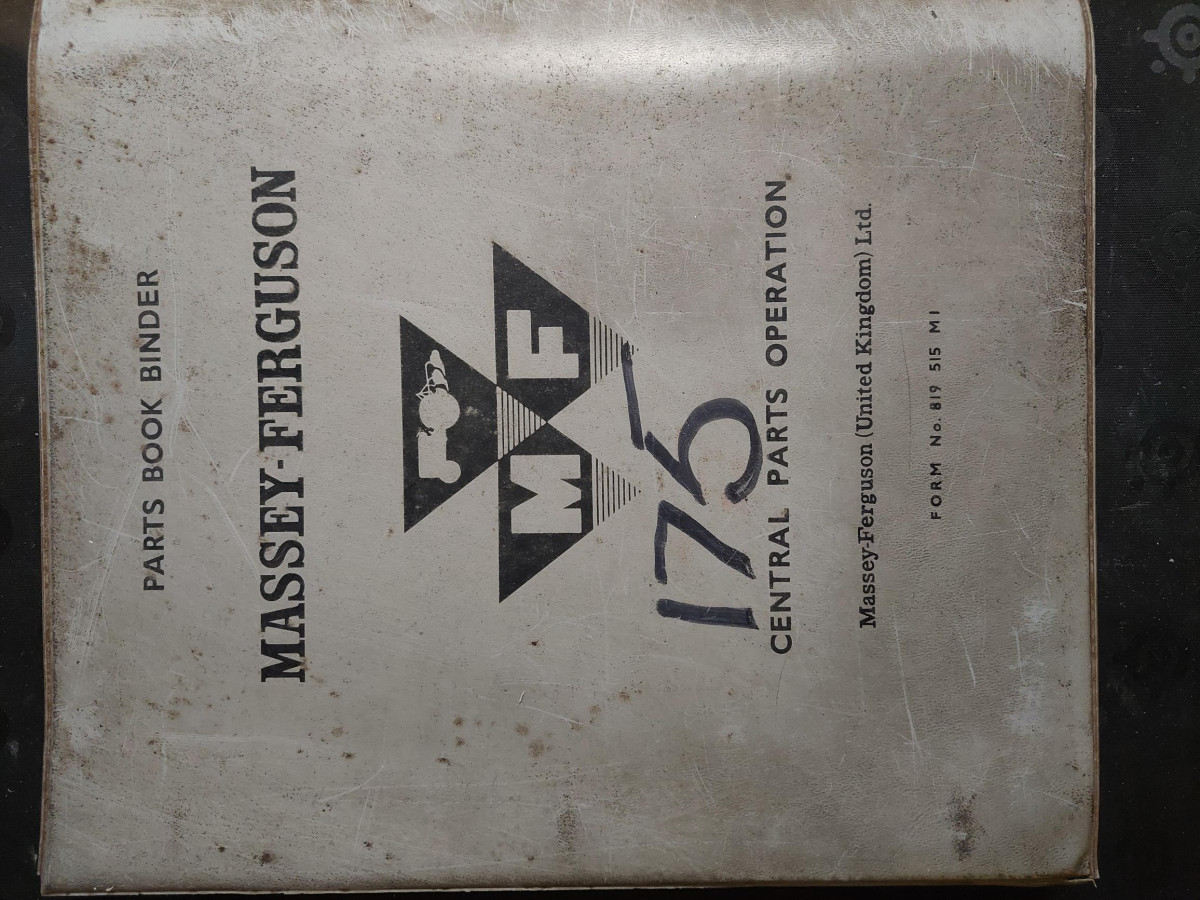 PARTS BOOK BINDER
MASSEY-FERGUSON
MF
175
CENTRAL PARTS OPERATION
Massey-Ferguson (United Kingdom) Ltd.
FORM No. 819 515 M1